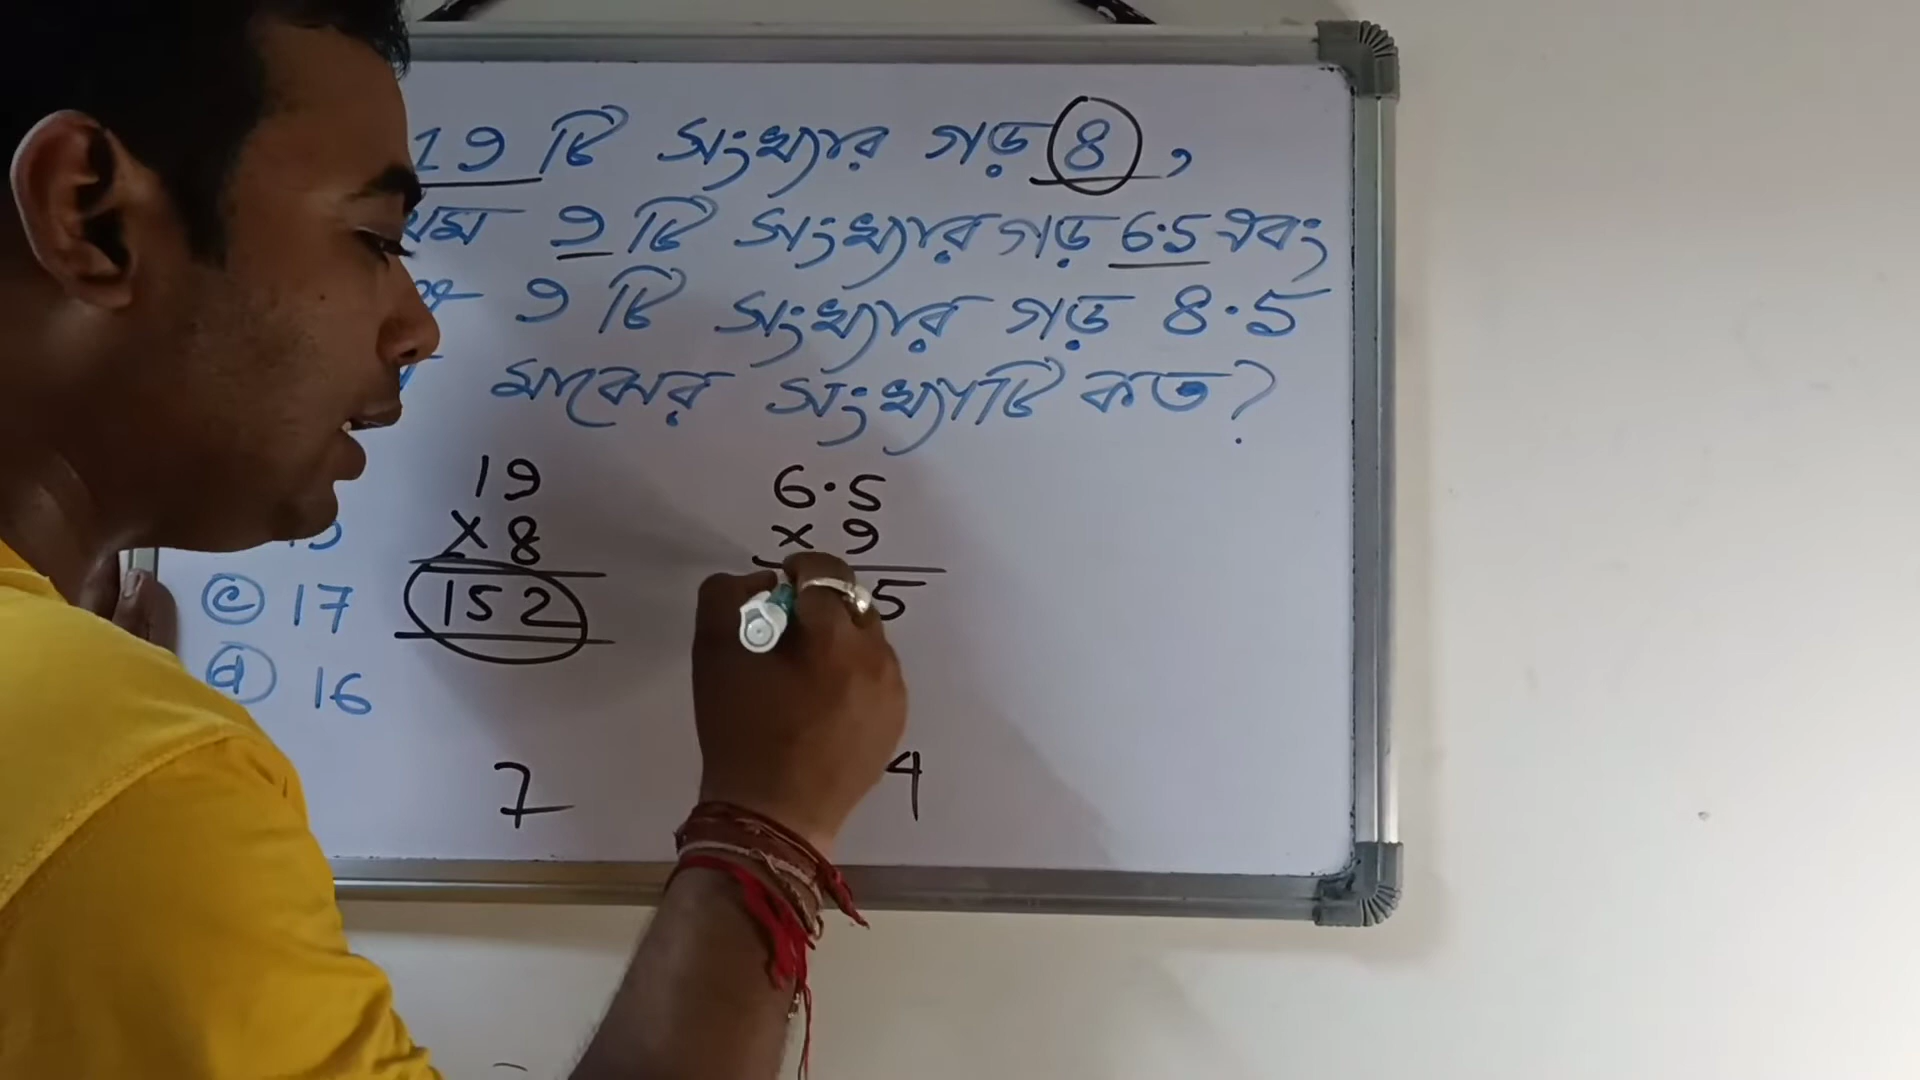 19 টি সংখ্যার গড় 8,
9 টি সংখ্যার গড় 6.5 এবং
9 টি সংখ্যার গড় 8.5
মাঝের সংখ্যাটি কত?
ⓒ 17
ⓓ 16
19
× 8
152
6.5
× 9
5
7
4